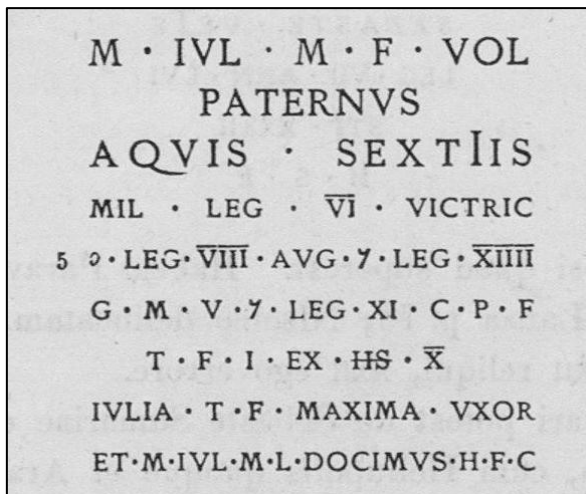 M · IVL · M · F · VOL
PATERNVS
AQVIS · SEXTIIS
MIL · LEG · V̅I̅ · VICTRIC
5 Ɔ · LEG · V̅I̅I̅I̅ · AVG · 7 · LEG · X̅I̅I̅I̅I̅
G · M · V · 7 · IEG XI · C · P · F
T · F · I · EX · H̶S̶ · X̅
IVLIA · T · F · MAXIMA VXOR
ET · M · IVL · M · L · DOCIMVS · H · F · C